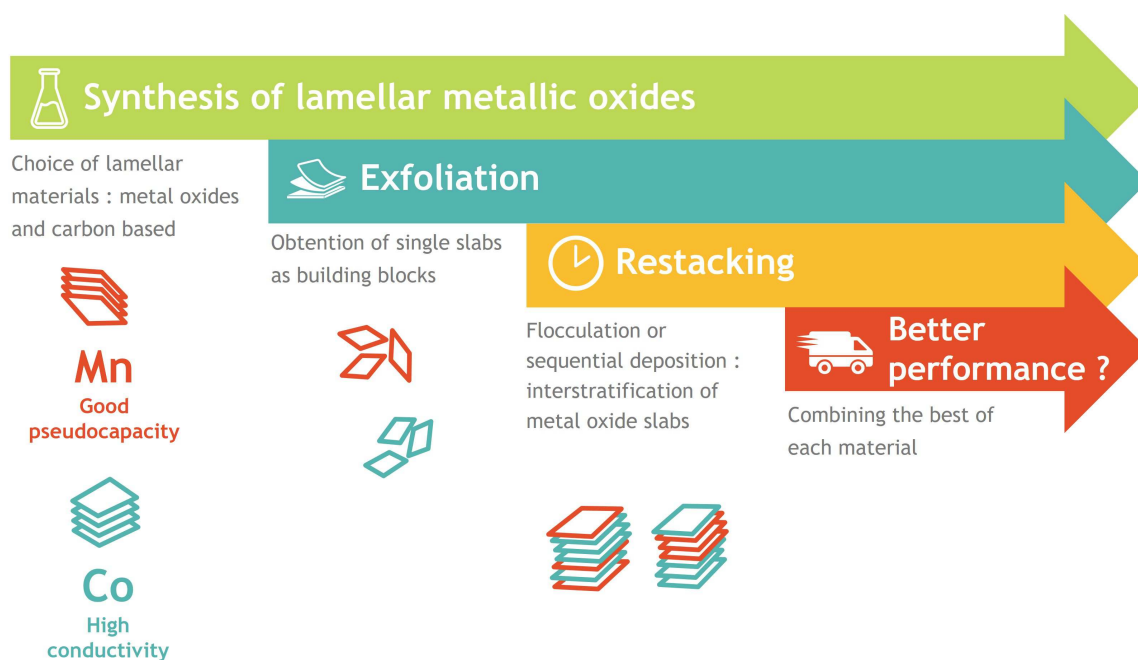 Synthesis of lamellar metallic oxides
Choice of lamellar
materials : metal oxides
and carbon based
Mn
Good
pseudocapacity
Co
High
conductivity
Exfoliation
Obtention of single slabs
as building blocks
Restacking
Flocculation or
sequential deposition :
interstratification of
metal oxide slabs
Better
performance ?
Combining the best of
each material